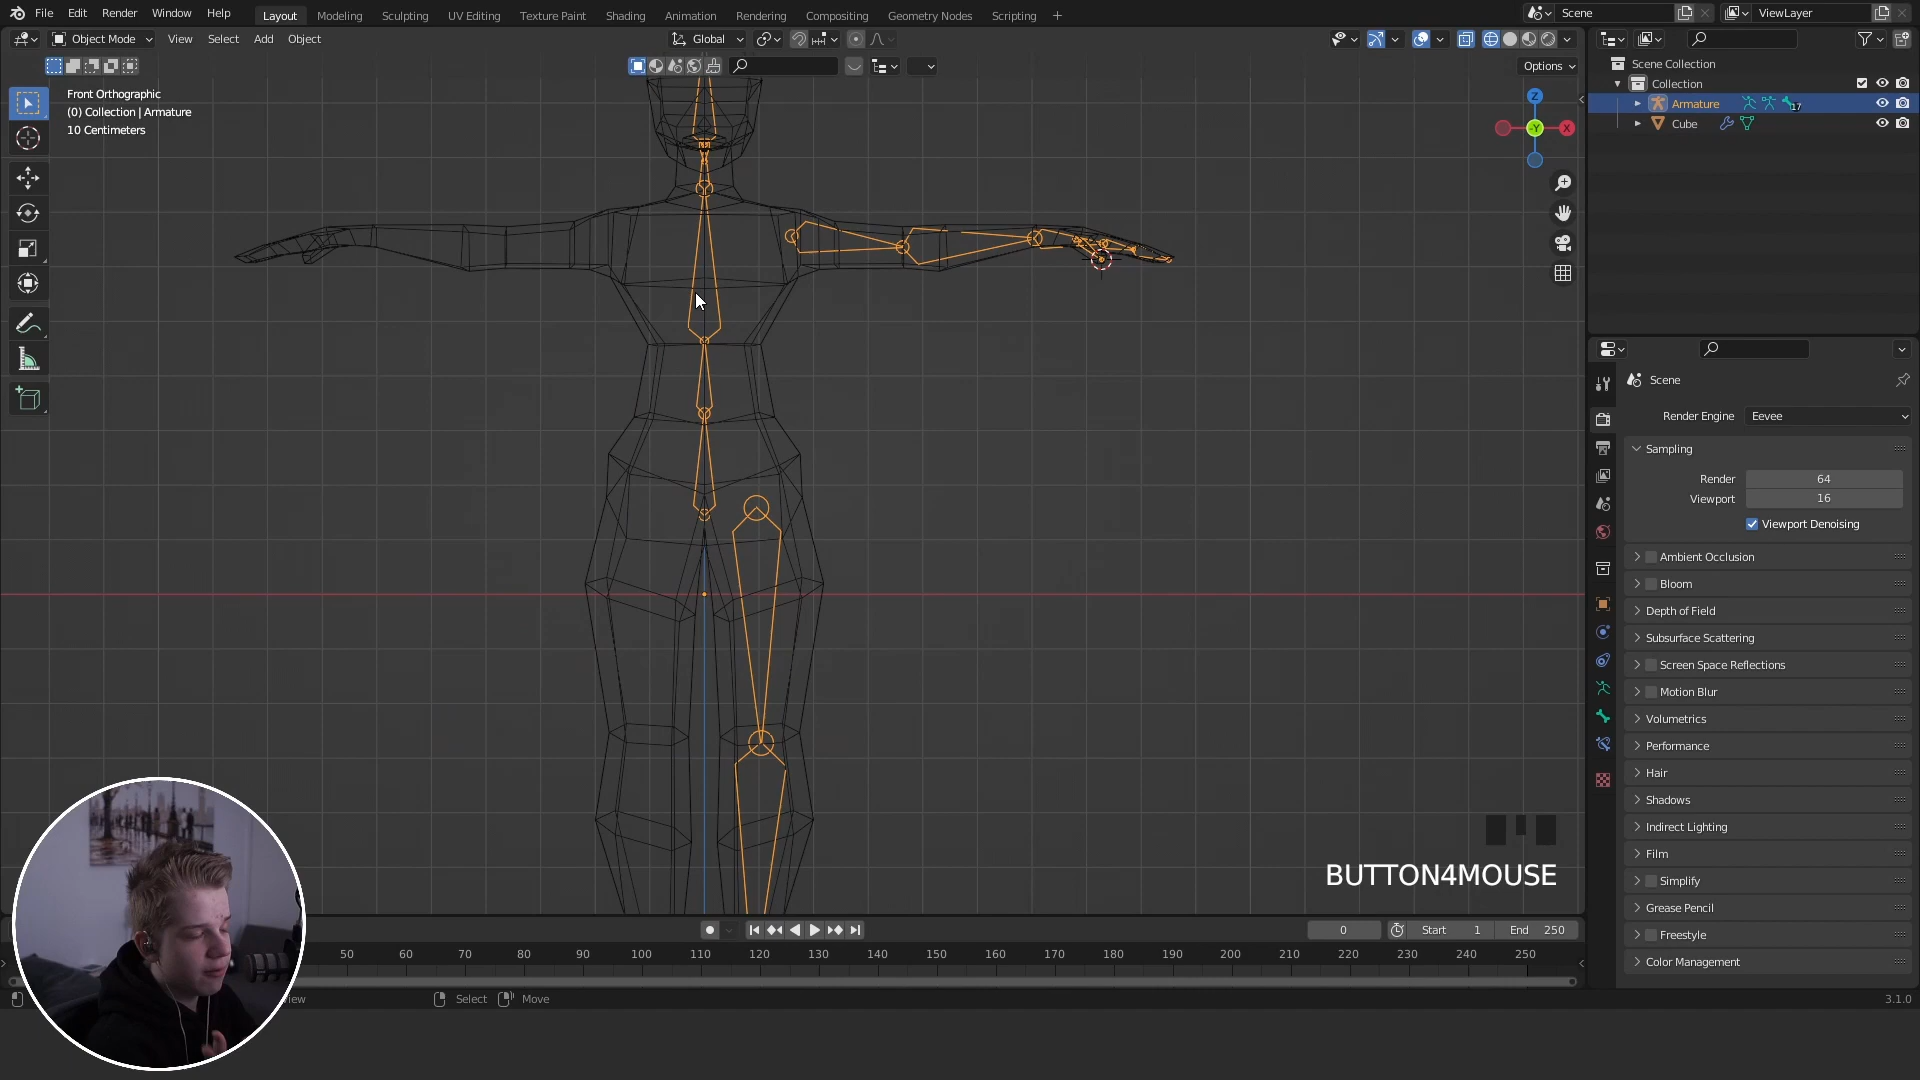 File Edit Render Window Help Layout Modeling Sculpting UV Editing Texture Paint Shading Animation Rendering Compositing Geometry Nodes Scripting + Scene ViewLayer
Object Mode View Select Add Object Global
Options
Front Orthographic
(0) Collection | Armature
10 Centimeters
Z
X
-Y
Scene Collection
Collection
Armature 17
Cube
Scene
Render Engine Eevee
Sampling
Render 64
Viewport 16
Viewport Denoising
Ambient Occlusion
Bloom
Depth of Field
Subsurface Scattering
Screen Space Reflections
Motion Blur
Volumetrics
Performance
Hair
Shadows
Indirect Lighting
Film
Simplify
Grease Pencil
Freestyle
Color Management
BUTTON4MOUSE
0 Start 1 End 250
50 60 70 80 90 100 110 120 130 140 150 160 170 180 190 200 210 220 230 240 250
Select Move 3.1.0